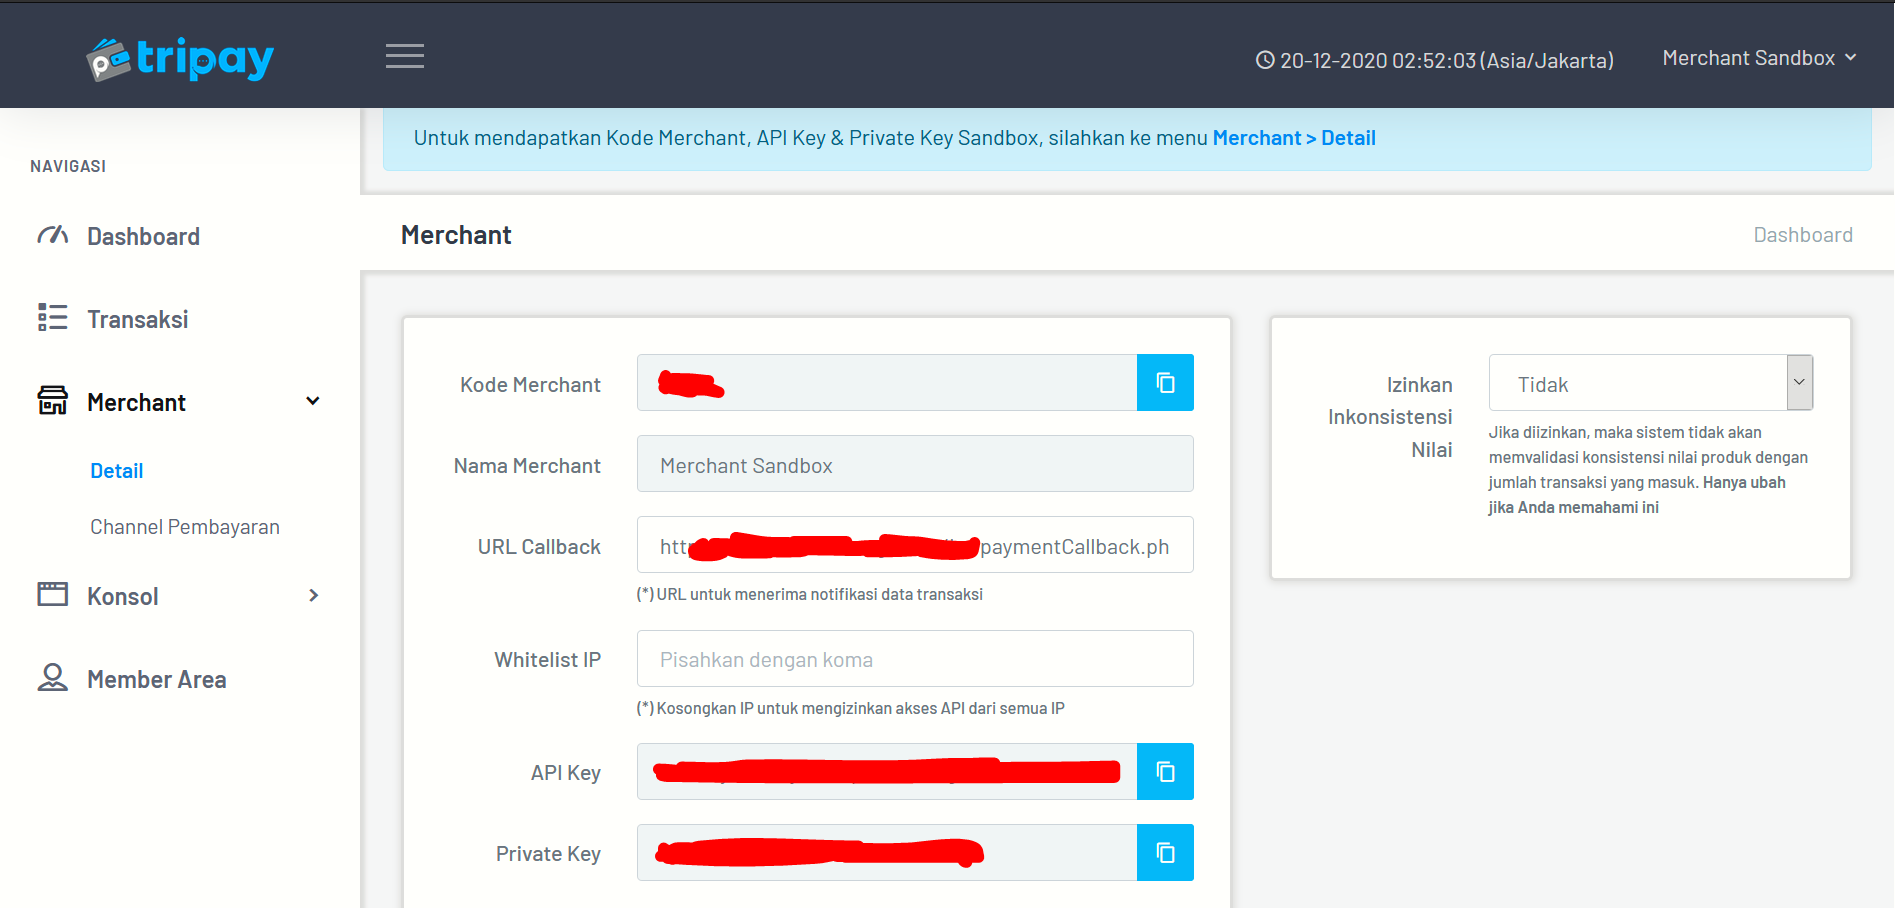 tripay
20-12-2020 02:52:03 (Asia/Jakarta)
Merchant Sandbox
Untuk mendapatkan Kode Merchant, API Key & Private Key Sandbox, silahkan ke menu Merchant > Detail
NAVIGASI
Dashboard
Transaksi
Merchant
Detail
Channel Pembayaran
Konsol
Member Area
Merchant
Dashboard
Kode Merchant
Nama Merchant
Merchant Sandbox
URL Callback
paymentCallback.ph
(*) URL untuk menerima notifikasi data transaksi
Whitelist IP
Pisahkan dengan koma
(*) Kosongkan IP untuk mengizinkan akses API dari semua IP
API Key
Private Key
Izinkan
Inkonsistensi
Nilai
Tidak
Jika diizinkan, maka sistem tidak akan
memvalidasi konsistensi nilai produk dengan
jumlah transaksi yang masuk. Hanya ubah
jika Anda memahami ini